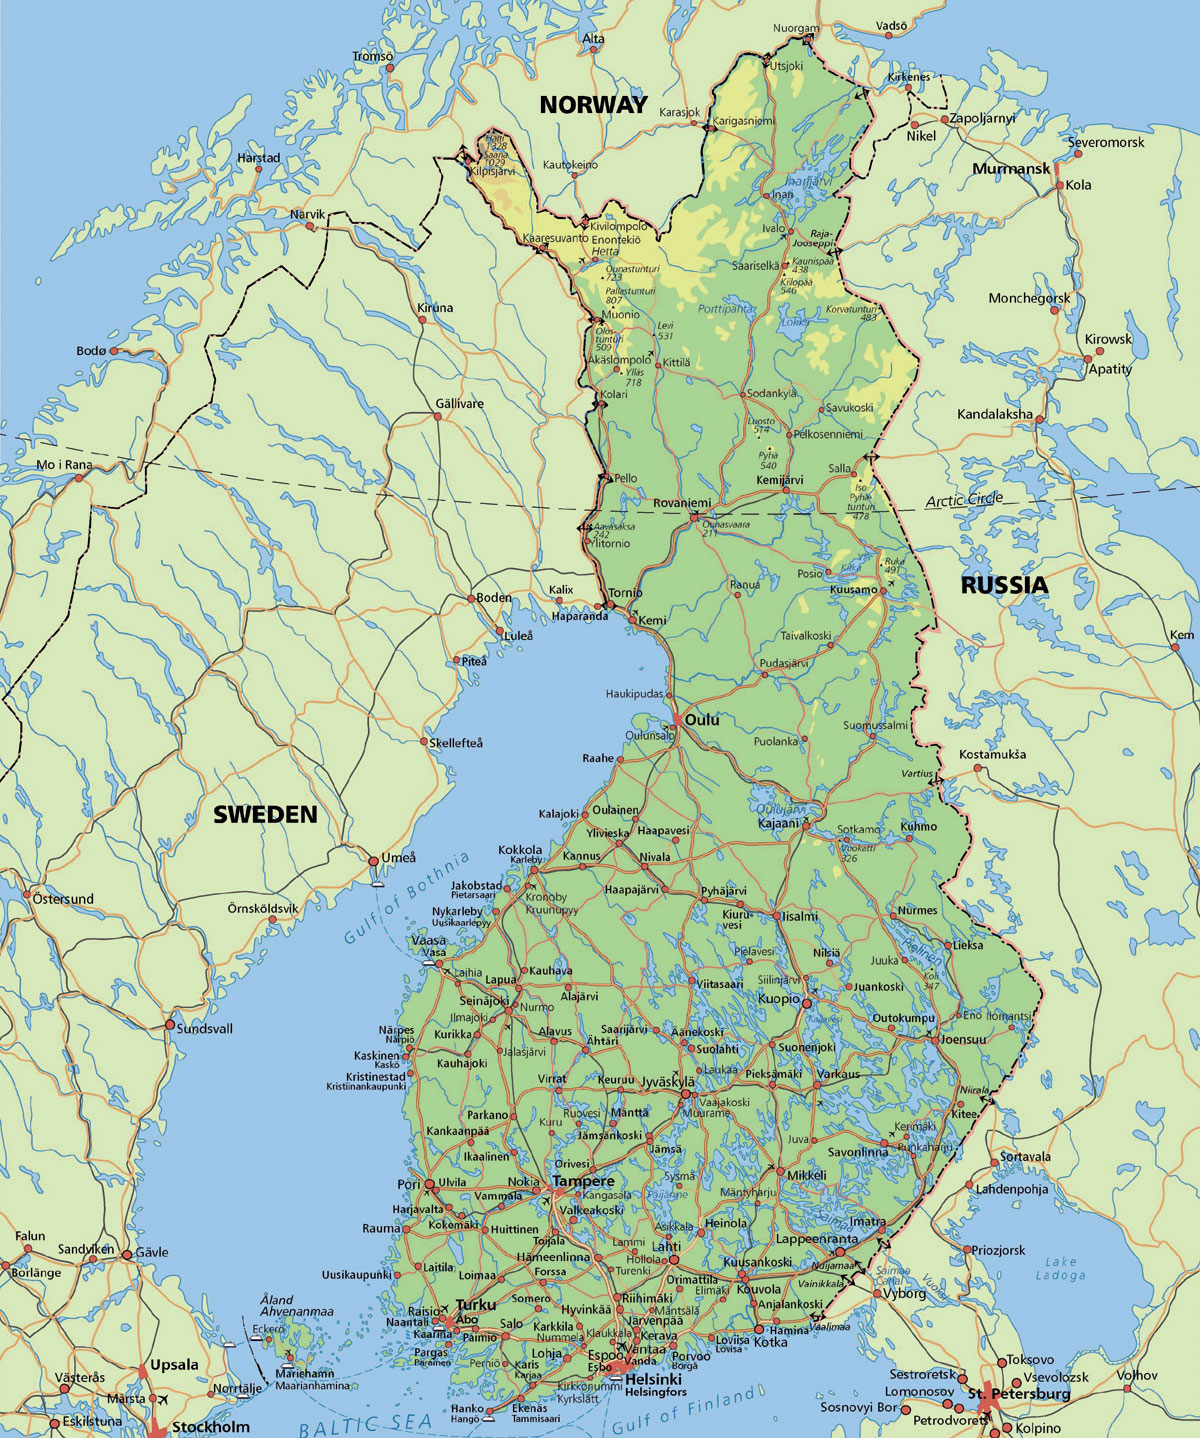 Nuorgam
Vadsö
Alta
Tromsö
Utsjoki
Kirkenes
NORWAY
Karasjok
Karigasniemi
Zapoljarnyi
Nikel
Halti
1328
Saana
1029
Kilpisjärvi
Severomorsk
Harstad
Kautokeino
Murmansk
Kola
Inarijärvi
Inari
Narvik
Kivilompolo
Kaaresuvanto
Enontekiö
Hetta
Ivalo
Raja-
Jooseppi
Saariselkä
Kaunispää
438
Kiilopää
546
Ounastunturi
723
Pallastunturi
807
Monchegorsk
Kiruna
Muonio
Porttipahta
Lokka
Korvatunturi
483
Levi
531
Olos-
tunturi
509
Bodø
Kirowsk
Apatity
Äkäslompolo
Kittilä
Ylläs
718
Kolari
Sodankylä
Savukoski
Gällivare
Kandalaksha
Luosto
514
Pelkosenniemi
Pyhä
540
Mo i Rana
Salla
Pello
Kemijärvi
Iso
Pyhä-
tunturi
478
Rovaniemi
Arctic Circle
Ounasvaara
211
Aavasaksa
242
Ylitornio
Ylli-
Kitka
Ruka
491
Posio
RUSSIA
Ranua
Kuusamo
Boden
Kalix
Tornio
Haparanda
Kemi
Luleå
Taivalkoski
Kem
Piteå
Pudasjärvi
Haukipudas
Oulu
Oulunsalo
Suomussalmi
Skellefteå
Puolanka
Kostamukša
Raahe
Vartius
SWEDEN
Kalajoki
Oulainen
Oulujärvi
Kajaani
Ylivieska
Haapavesi
Sotkamo
Kuhmo
Vuokatti
326
Kokkola
Karleby
Kannus
Nivala
Umeå
Gulf of Bothnia
Jakobstad
Pietarsaari
Kronoby
Kruunupyy
Haapajärvi
Pyhäjärvi
Östersund
Örnsköldsvik
Nykarleby
Uusikaarlepyy
Kiuru-
vesi
Iisalmi
Nurmes
Vaasa
Vasa
Pielinen
Lieksa
Pielavesi
Nilsiä
Juuka
Laihia
Lapua
Kauhava
Viitasaari
Siilinjärvi
Juankoski
Koli
347
Seinäjoki
Nurmo
Alajärvi
Kuopio
Ilmajoki
Kallavesi
Outokumpu
Eno
Ilomantsi
Sundsvall
Närpes
Närpiö
Kurikka
Alavus
Saarijärvi
Äänekoski
Joensuu
Kaskinen
Kaskö
Kauhajoki
Jalasjärvi
Ähtäri
Suolahti
Suonenjoki
Kristinestad
Kristiinankaupunki
Laukaa
Virrat
Keuruu
Jyväskylä
Pieksämäki
Varkaus
Niirala
Vaajakoski
Muurame
Parkano
Ruovesi
Mänttä
Kitee
Kuru
Kankaanpää
Jämsänkoski
Kerimäki
Juva
Ikaalinen
Jämsä
Savonlinna
Punkaharju
Sortavala
Orivesi
Mikkeli
Pori
Ulvila
Nokia
Tampere
Sysmä
Lahdenpohja
Vammala
Kangasala
Päijänne
Mäntyharju
Harjavalta
Valkeakoski
Saimaa
Rauma
Kokemäki
Huittinen
Asikkala
Heinola
Imatra
Falun
Toijala
Lammi
Lahti
Lappeenranta
Sandviken
Gävle
Hämeenlinna
Hollola
Kuusankoski
Priozjorsk
Borlänge
Uusikaupunki
Laitila
Loimaa
Forssa
Turenki
Nuijamaa
Saimaa
Canal
Vuoksi
Lake
Ladoga
Orimattila
Vainikkala
Vyborg
Elimäki
Kouvola
Åland
Ahvenanmaa
Turku
Åbo
Somero
Riihimäki
Hyvinkää
Mäntsälä
Anjalankoski
Raisio
Naantali
Kaarina
Eckerö
Paimio
Salo
Karkkila
Järvenpää
Hamina
Vaalimaa
Nummela
Klaukkala
Kerava
Loviisa
Lovisa
Kotka
Pargas
Parainen
Lohja
Vantaa
Vanda
Porvoo
Borgå
Upsala
Mariehamn
Maarianhamina
Perniö
Karis
Karjaa
Espoo
Esbo
Toksovo
Sestroretsk
Vsevolozsk
Volhov
Västerås
Norrtälje
Kirkkonummi
Kyrkslätt
Helsinki
Helsingfors
Lomonosov
St. Petersburg
Märsta
Hanko
Hangö
Ekenäs
Tammisaari
Sosnovyi Bor
Petrodvorets
Eskilstuna
Stockholm
BALTIC SEA
Gulf of Finland
Kolpino